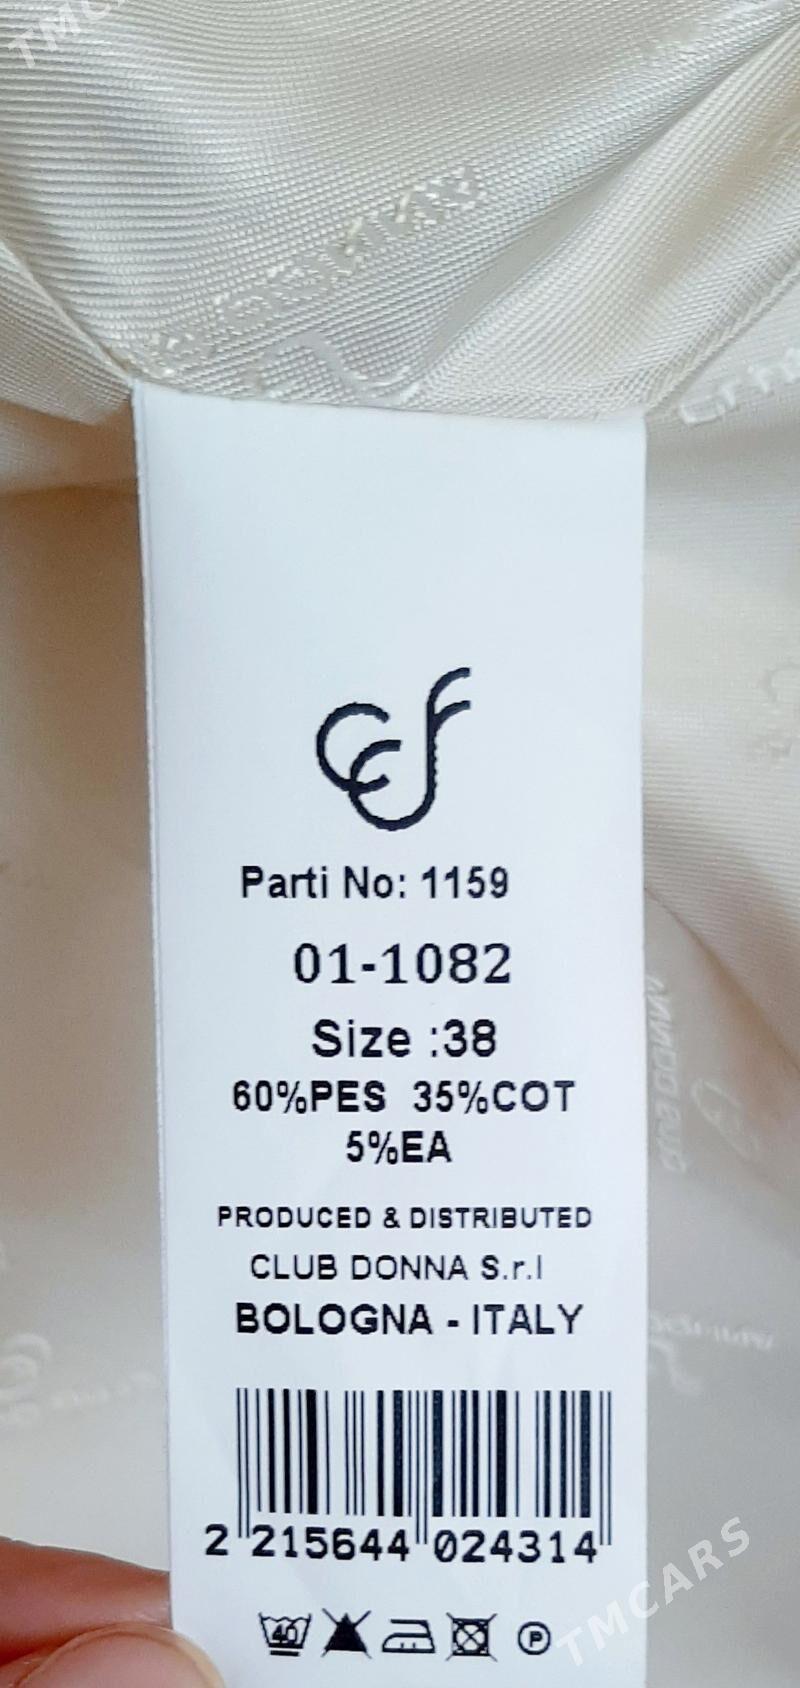 Parti No: 1159
01-1082
Size :38
60%PES 35%COT
5%EA
PRODUCED & DISTRIBUTED
CLUB DONNA S.r.l
BOLOGNA - ITALY
2 215644 024314
40
P
TMCARS